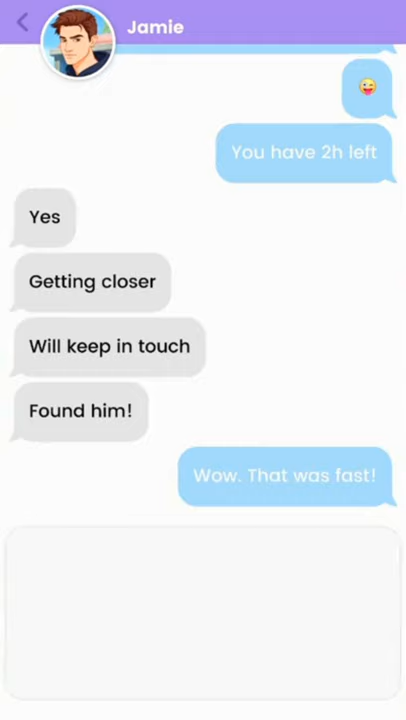 Jamie
😜
You have 2h left
Yes
Getting closer
Will keep in touch
Found him!
Wow. That was fast!